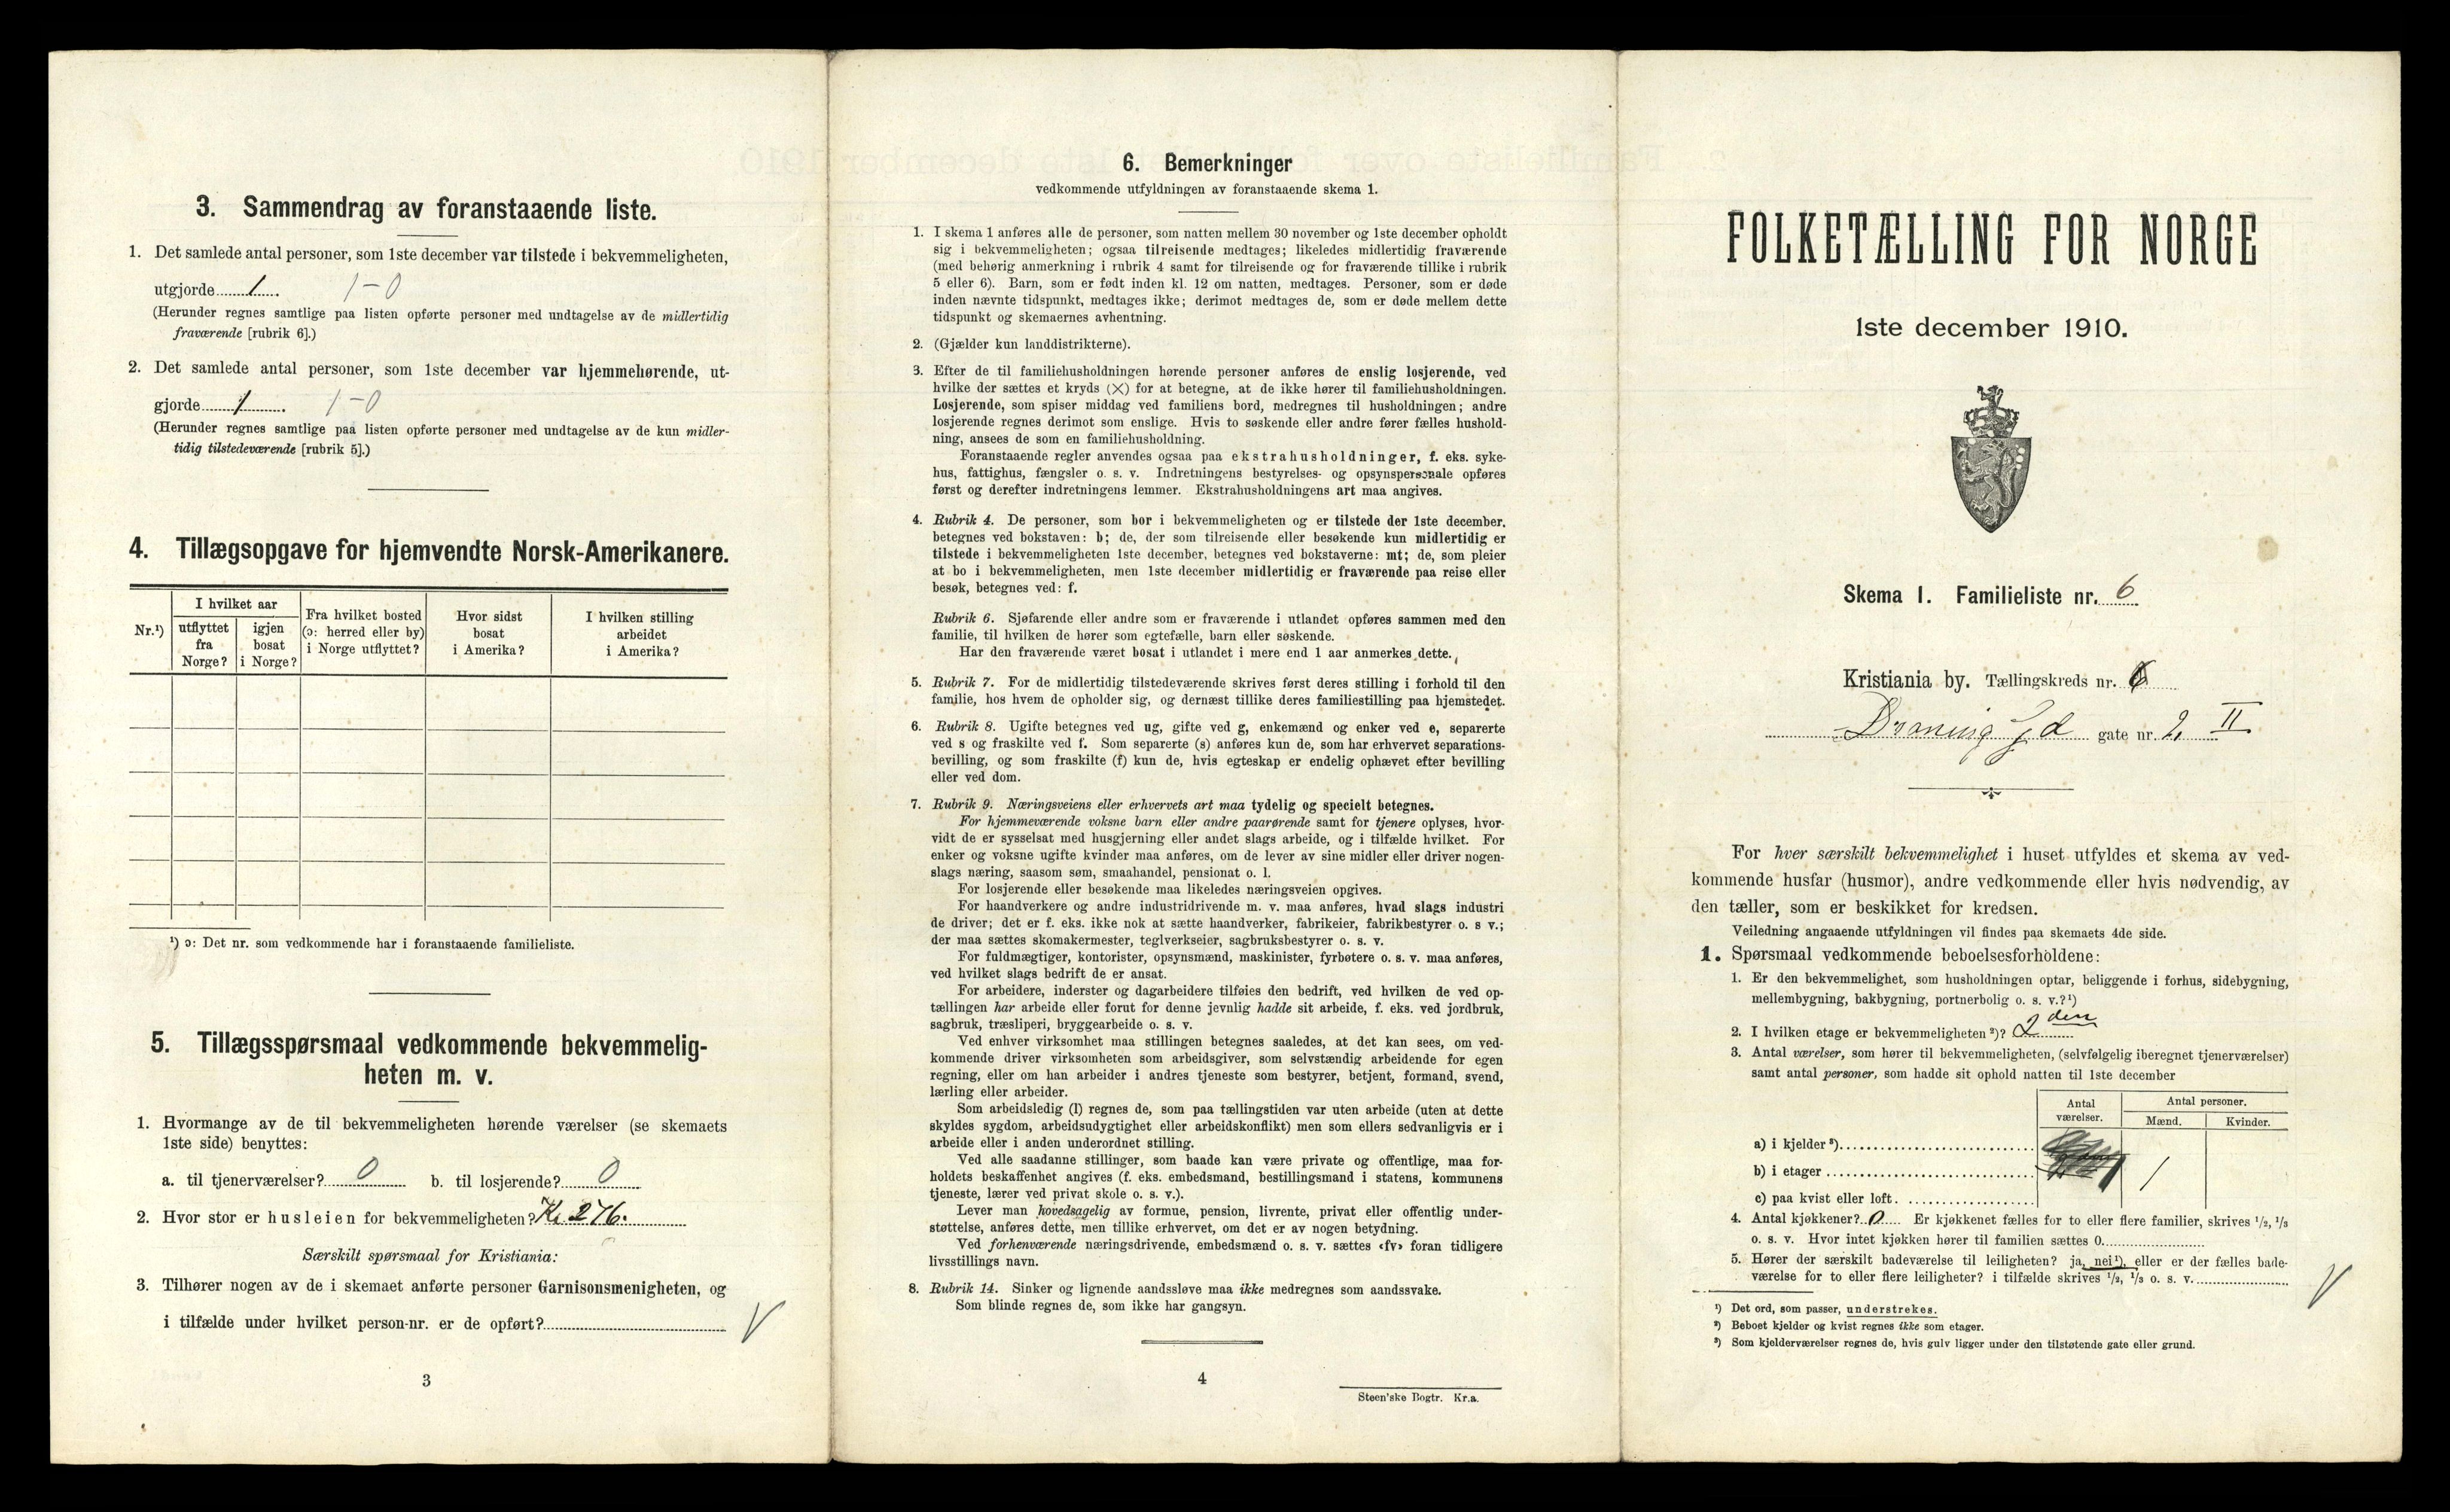 3. Sammendrag av foranstaaende liste.
1. Det samlede antal personer, som 1ste december var tilstede i bekvemmeligheten,
utgjorde 1. 1-0
(Herunder regnes samtlige paa listen opførte personer med undtagelse av de midlertidig
fraværende [rubrik 6].)
2. Det samlede antal personer, som 1ste december var hjemmehørende, ut-
gjorde 1. 1-0
(Herunder regnes samtlige paa listen opførte personer med undtagelse av de kun midler-
tidig tilstedeværende [rubrik 5].)
4. Tillægsopgave for hjemvendte Norsk-Amerikanere.
Nr.¹)
I hvilket aar
utflyttet
fra
Norge?
igjen
bosat
i Norge?
Fra hvilket bosted
(ɔ: herred eller by)
i Norge utflyttet?
Hvor sidst
bosat
i Amerika?
I hvilken stilling
arbeidet
i Amerika?
¹) ɔ: Det nr. som vedkommende har i foranstaaende familieliste.
5. Tillægsspørsmaal vedkommende bekvemmelig-
heten m. v.
1. Hvormange av de til bekvemmeligheten hørende værelser (se skemaets
1ste side) benyttes:
a. til tjenerværelser? 0 b. til losjerende? 0
2. Hvor stor er husleien for bekvemmeligheten? Kr 276.
Særskilt spørsmaal for Kristiania:
3. Tilhører nogen av de i skemaet anførte personer Garnisonsmenigheten, og
i tilfælde under hvilket person-nr. er de opført?
3
6. Bemerkninger
vedkommende utfyldningen av foranstaaende skema 1.
1. I skema 1 anføres alle de personer, som natten mellem 30 november og 1ste december opholdt
sig i bekvemmeligheten; ogsaa tilreisende medtages; likeledes midlertidig fraværende
(med behørig anmerkning i rubrik 4 samt for tilreisende og for fraværende tillike i rubrik
5 eller 6). Barn, som er født inden kl. 12 om natten, medtages. Personer, som er døde
inden nævnte tidspunkt, medtages ikke; derimot medtages de, som er døde mellem dette
tidspunkt og skemaernes avhentning.
2. (Gjælder kun landdistrikterne).
3. Efter de til familiehusholdningen hørende personer anføres de enslig losjerende, ved
hvilke der sættes et kryds (×) for at betegne, at de ikke hører til familiehusholdningen.
Losjerende, som spiser middag ved familiens bord, medregnes til husholdningen; andre
losjerende regnes derimot som enslige. Hvis to søskende eller andre fører fælles hushold-
ning, ansees de som en familiehusholdning.
Foranstaaende regler anvendes ogsaa paa ekstrahusholdninger, f. eks. syke-
hus, fattighus, fængsler o. s. v. Indretningens bestyrelses- og opsynspersonale opføres
først og derefter indretningens lemmer. Ekstrahusholdningens art maa angives.
4. Rubrik 4. De personer, som bor i bekvemmeligheten og er tilstede der 1ste december,
betegnes ved bokstaven: b; de, der som tilreisende eller besøkende kun midlertidig er
tilstede i bekvemmeligheten 1ste december, betegnes ved bokstaverne: mt; de, som pleier
at bo i bekvemmeligheten, men 1ste december midlertidig er fraværende paa reise eller
besøk, betegnes ved: f.
Rubrik 6. Sjøfarende eller andre som er fraværende i utlandet opføres sammen med den
familie, til hvilken de hører som egtefælle, barn eller søskende.
Har den fraværende været bosat i utlandet i mere end 1 aar anmerkes dette.
5. Rubrik 7. For de midlertidig tilstedeværende skrives først deres stilling i forhold til den
familie, hos hvem de opholder sig, og dernæst tillike deres familiestilling paa hjemstedet.
6. Rubrik 8. Ugifte betegnes ved ug, gifte ved g, enkemænd og enker ved e, separerte
ved s og fraskilte ved f. Som separerte (s) anføres kun de, som har erhvervet separations-
bevilling, og som fraskilte (f) kun de, hvis egteskap er endelig ophævet efter bevilling
eller ved dom.
7. Rubrik 9. Næringsveiens eller erhvervets art maa tydelig og specielt betegnes.
For hjemmeværende voksne barn eller andre paarørende samt for tjenere oplyses, hvor-
vidt de er sysselsat med husgjerning eller andet slags arbeide, og i tilfælde hvilket. For
enker og voksne ugifte kvinder maa anføres, om de lever av sine midler eller driver nogen-
slags næring, saasom søm, smaahandel, pensionat o. l.
For losjerende eller besøkende maa likeledes næringsveien opgives.
For haandverkere og andre industridrivende m. v. maa anføres, hvad slags industri
de driver; det er f. eks. ikke nok at sætte haandverker, fabrikeier, fabrikbestyrer o. s v.;
der maa sættes skomakermester, teglverkseier, sagbruksbestyrer o. s. v.
For fuldmægtiger, kontorister, opsynsmænd, maskinister, fyrbøtere o. s. v. maa anføres,
ved hvilket slags bedrift de er ansat.
For arbeidere, inderster og dagarbeidere tilføies den bedrift, ved hvilken de ved op-
tællingen har arbeide eller forut for denne jevnlig hadde sit arbeide, f. eks. ved jordbruk,
sagbruk, træsliperi, bryggearbeide o. s. v.
Ved enhver virksomhet maa stillingen betegnes saaledes, at det kan sees, om ved-
kommende driver virksomheten som arbeidsgiver, som selvstændig arbeidende for egen
regning, eller om han arbeider i andres tjeneste som bestyrer, betjent, formand, svend,
lærling eller arbeider.
Som arbeidsledig (l) regnes de, som paa tællingstiden var uten arbeide (uten at dette
skyldes sygdom, arbeidsudygtighet eller arbeidskonflikt) men som ellers sedvanligvis er i
arbeide eller i anden underordnet stilling.
Ved alle saadanne stillinger, som baade kan være private og offentlige, maa for-
holdets beskaffenhet angives (f. eks. embedsmand, bestillingsmand i statens, kommunens
tjeneste, lærer ved privat skole o. s. v.).
Lever man hovedsagelig av formue, pension, livrente, privat eller offentlig under-
støttelse, anføres dette, men tillike erhvervet, om det er av nogen betydning.
Ved forhenværende næringsdrivende, embedsmænd o. s. v. sættes «fv» foran tidligere
livsstillings navn.
8. Rubrik 14. Sinker og lignende aandssløve maa ikke medregnes som aandssvake.
Som blinde regnes de, som ikke har gangsyn.
4
Steen'ske Bogtr. Kr.a.
FOLKETÆLLING FOR NORGE
1ste december 1910.
Skema 1. Familieliste nr. 6
Kristiania by. Tællingskreds nr. 6
gate nr. 2, II
For hver særskilt bekvemmelighet i huset utfyldes et skema av ved-
kommende husfar (husmor), andre vedkommende eller hvis nødvendig, av
den tæller, som er beskikket for kredsen.
Veiledning angaaende utfyldningen vil findes paa skemaets 4de side.
1. Spørsmaal vedkommende beboelsesforholdene:
1. Er den bekvemmelighet, som husholdningen optar, beliggende i forhus, sidebygning,
mellembygning, bakbygning, portnerbolig o. s. v.?¹)
2. I hvilken etage er bekvemmeligheten²)? 2den
3. Antal værelser, som hører til bekvemmeligheten, (selvfølgelig iberegnet tjenerværelser)
samt antal personer, som hadde sit ophold natten til 1ste december
Antal
værelser.
Antal personer.
Mænd.
Kvinder.
a) i kjelder³)
b) i etager 1 1
c) paa kvist eller loft.
4. Antal kjøkkener? 0 Er kjøkkenet fælles for to eller flere familier, skrives ¹/₂, ¹/₃
o. s. v. Hvor intet kjøkken hører til familien sættes 0.
5. Hører der særskilt badeværelse til leiligheten? ja, nei¹), eller er der fælles bade-
værelse for to eller flere leiligheter? i tilfælde skrives ¹/₂, ¹/₃ o. s. v.
¹) Det ord, som passer, understrekes.
²) Beboet kjelder og kvist regnes ikke som etager.
³) Som kjelderværelser regnes de, hvis gulv ligger under den tilstøtende gate eller grund.